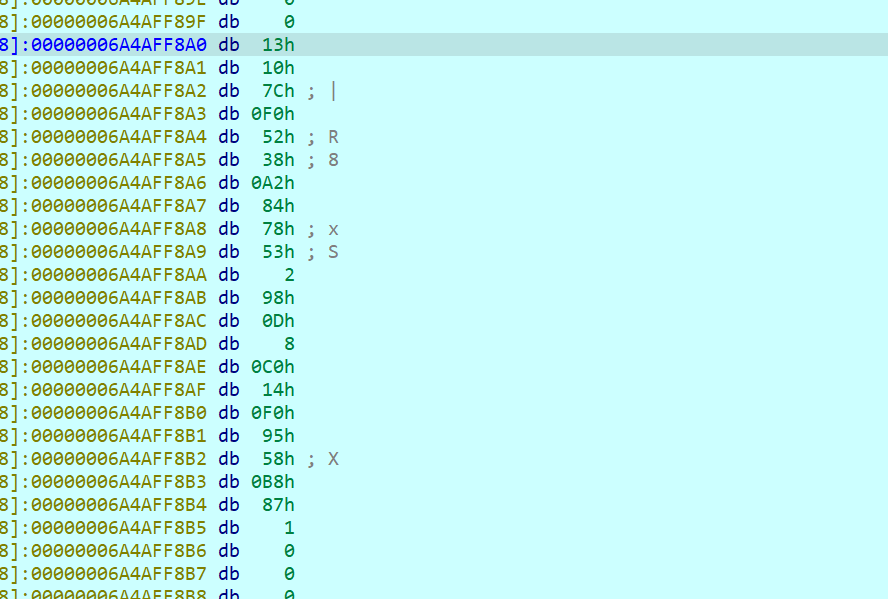 8]:00000006A4AFF89F db 0
8]:00000006A4AFF8A0 db 13h
8]:00000006A4AFF8A1 db 10h
8]:00000006A4AFF8A2 db 7Ch ; |
8]:00000006A4AFF8A3 db 0F0h
8]:00000006A4AFF8A4 db 52h ; R
8]:00000006A4AFF8A5 db 38h ; 8
8]:00000006A4AFF8A6 db 0A2h
8]:00000006A4AFF8A7 db 84h
8]:00000006A4AFF8A8 db 78h ; x
8]:00000006A4AFF8A9 db 53h ; S
8]:00000006A4AFF8AA db 2
8]:00000006A4AFF8AB db 98h
8]:00000006A4AFF8AC db 0Dh
8]:00000006A4AFF8AD db 8
8]:00000006A4AFF8AE db 0C0h
8]:00000006A4AFF8AF db 14h
8]:00000006A4AFF8B0 db 0F0h
8]:00000006A4AFF8B1 db 95h
8]:00000006A4AFF8B2 db 58h ; X
8]:00000006A4AFF8B3 db 0B8h
8]:00000006A4AFF8B4 db 87h
8]:00000006A4AFF8B5 db 1
8]:00000006A4AFF8B6 db 0
8]:00000006A4AFF8B7 db 0
8]:00000006A4AFF8B8 db 0